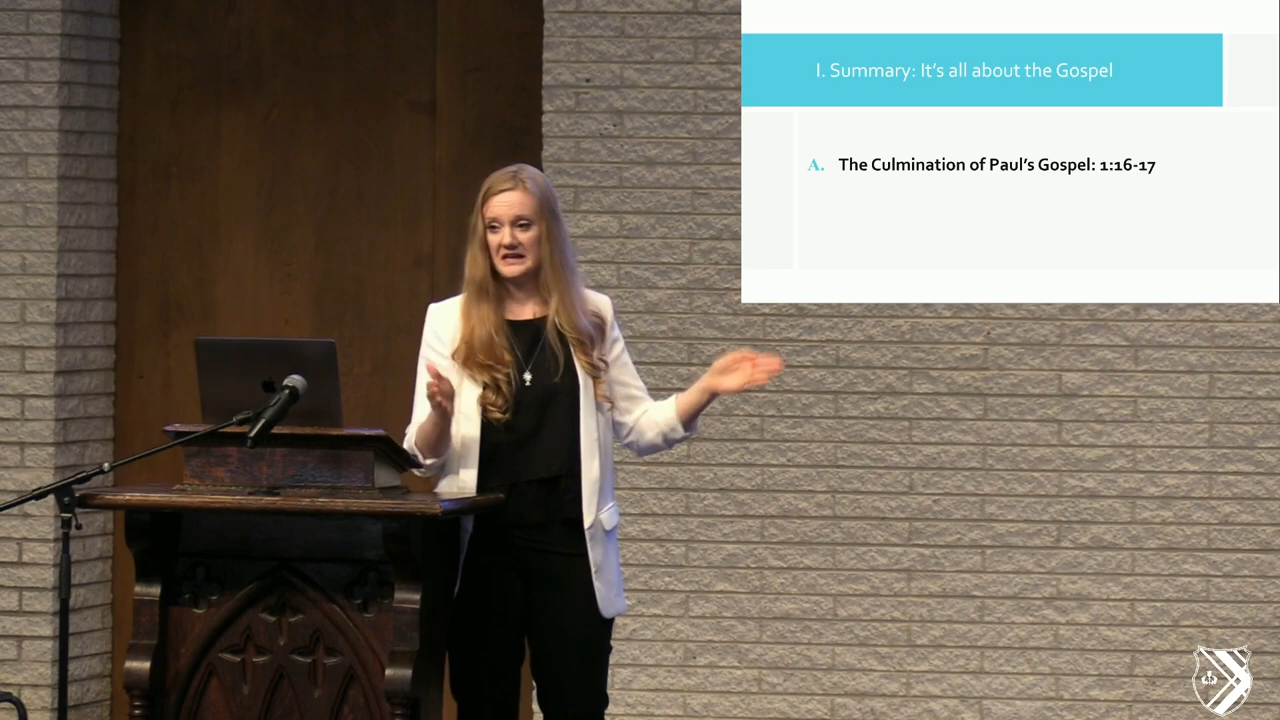 I. Summary: It's all about the Gospel
A. The Culmination of Paul's Gospel: 1:16-17